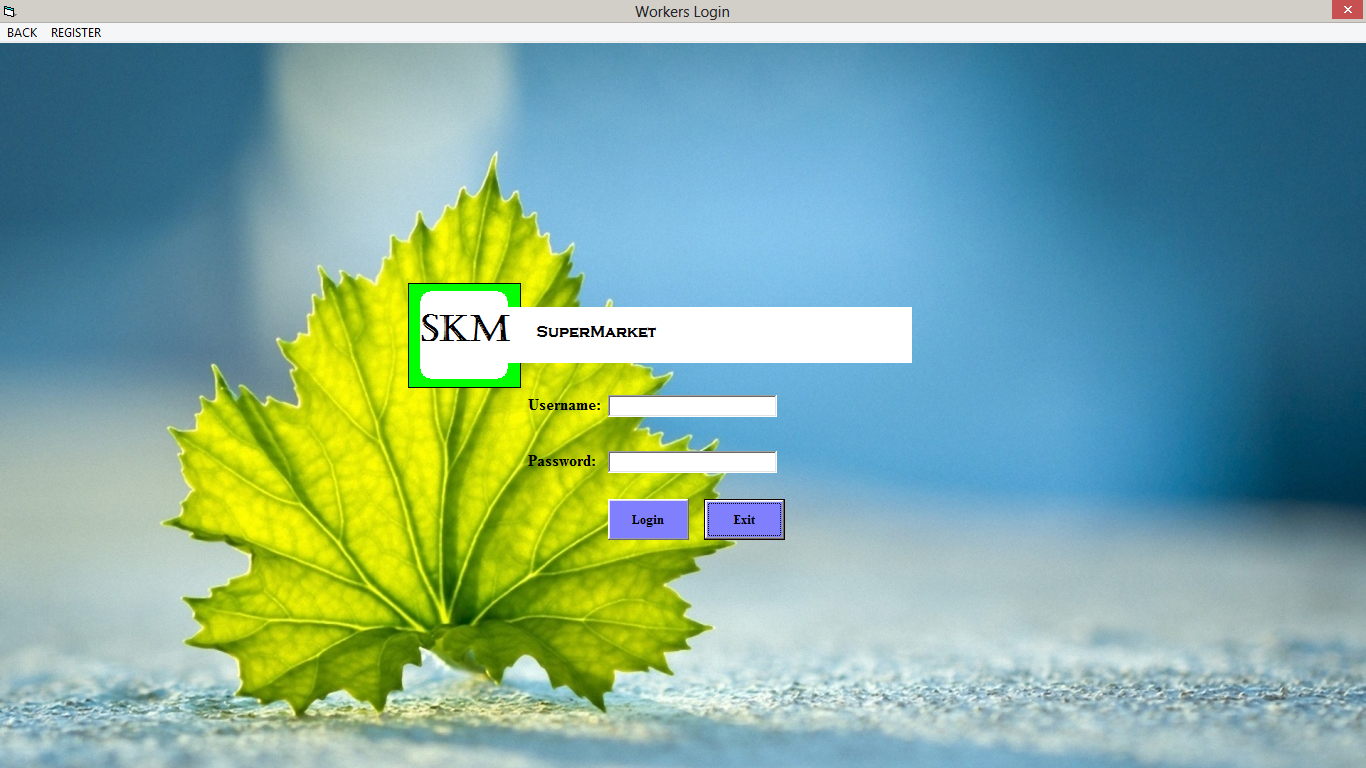 Workers Login
BACK REGISTER
SKM SuperMarket
Username:
Password:
Login Exit